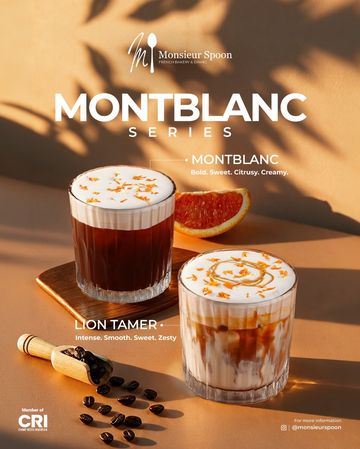 Monsieur Spoon
FRENCH BAKERY & DINING
MONTBLANC
SERIES
MONTBLANC
Bold. Sweet. Citrusy. Creamy.
LION TAMER
Intense. Smooth. Sweet. Zesty
Member of
CRI
For more information
@monsieurspoon